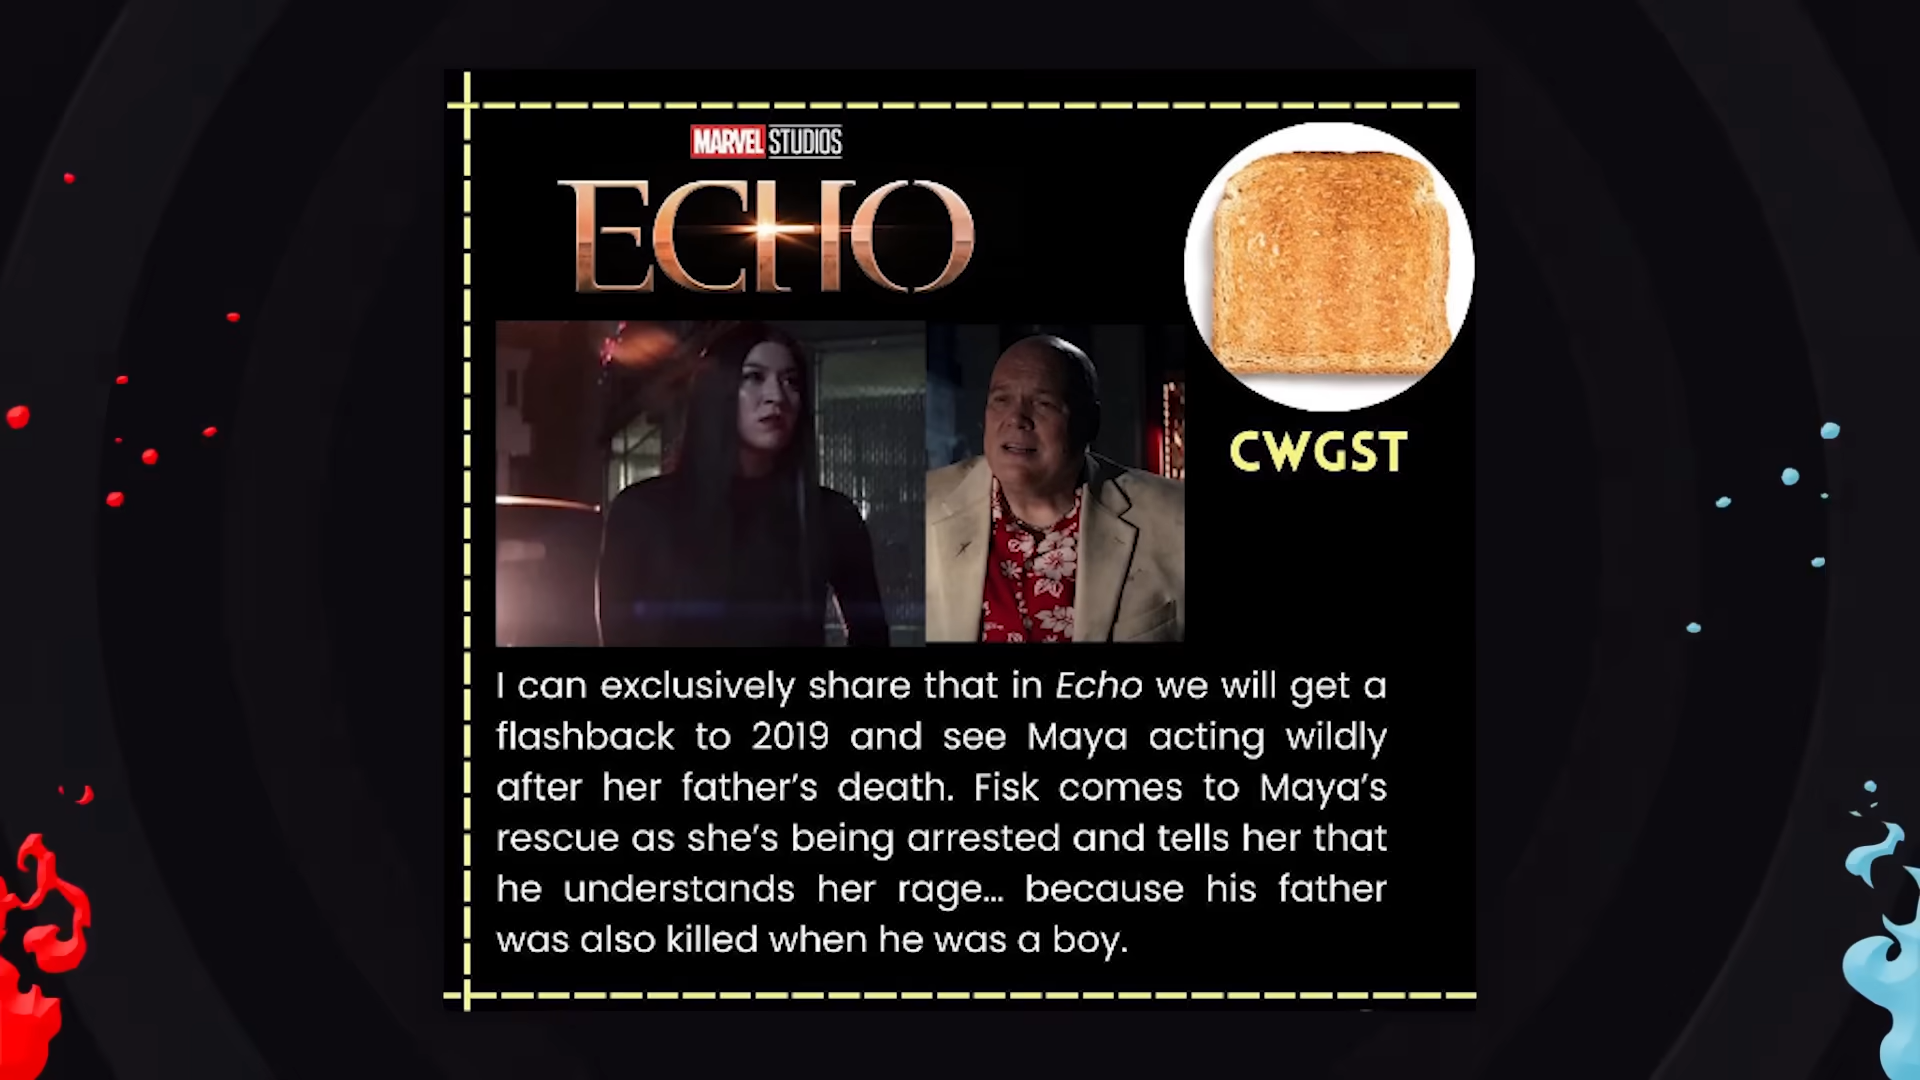 MARVEL STUDIOS
ECHO
CWGST
I can exclusively share that in Echo we will get a
flashback to 2019 and see Maya acting wildly
after her father's death. Fisk comes to Maya's
rescue as she's being arrested and tells her that
he understands her rage... because his father
was also killed when he was a boy.